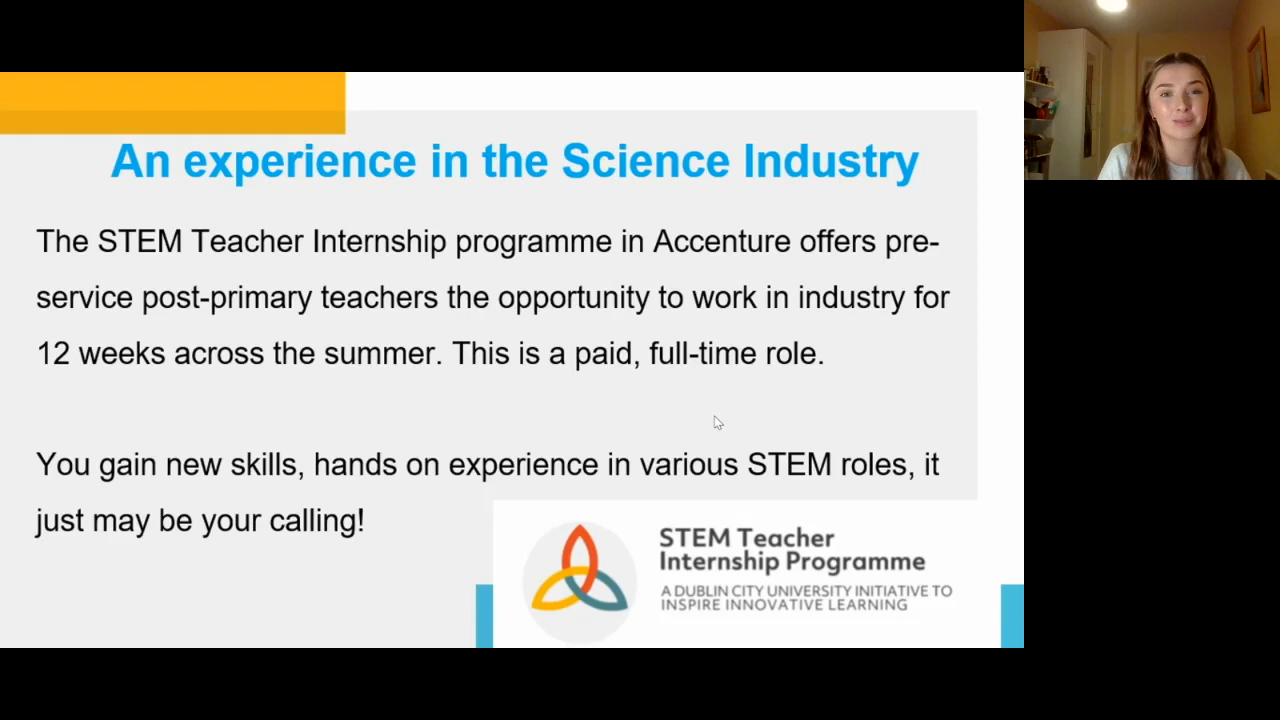 An experience in the Science Industry
The STEM Teacher Internship programme in Accenture offers pre-
service post-primary teachers the opportunity to work in industry for
12 weeks across the summer. This is a paid, full-time role.
You gain new skills, hands on experience in various STEM roles, it
just may be your calling!
STEM Teacher
Internship Programme
A DUBLIN CITY UNIVERSITY INITIATIVE TO
INSPIRE INNOVATIVE LEARNING